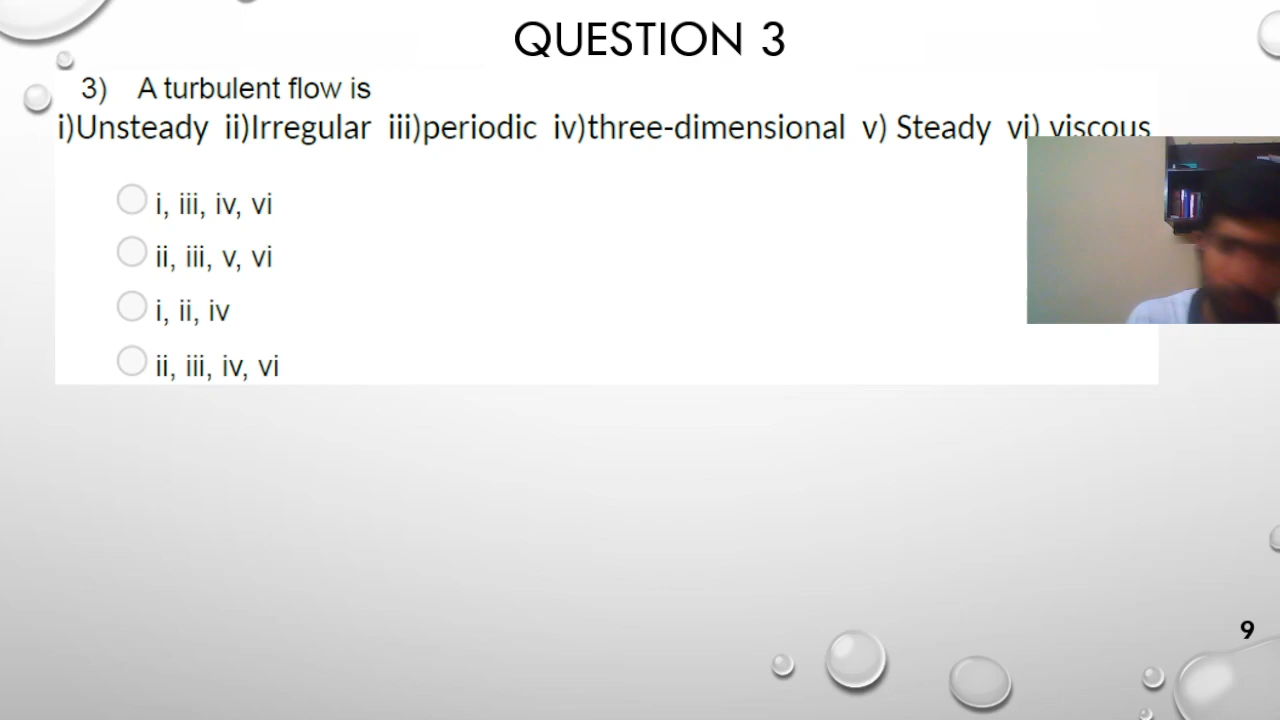 QUESTION 3
3) A turbulent flow is
i)Unsteady ii)Irregular iii)periodic iv)three-dimensional v) Steady vi) viscous
i, iii, iv, vi
ii, iii, v, vi
i, ii, iv
ii, iii, iv, vi
9